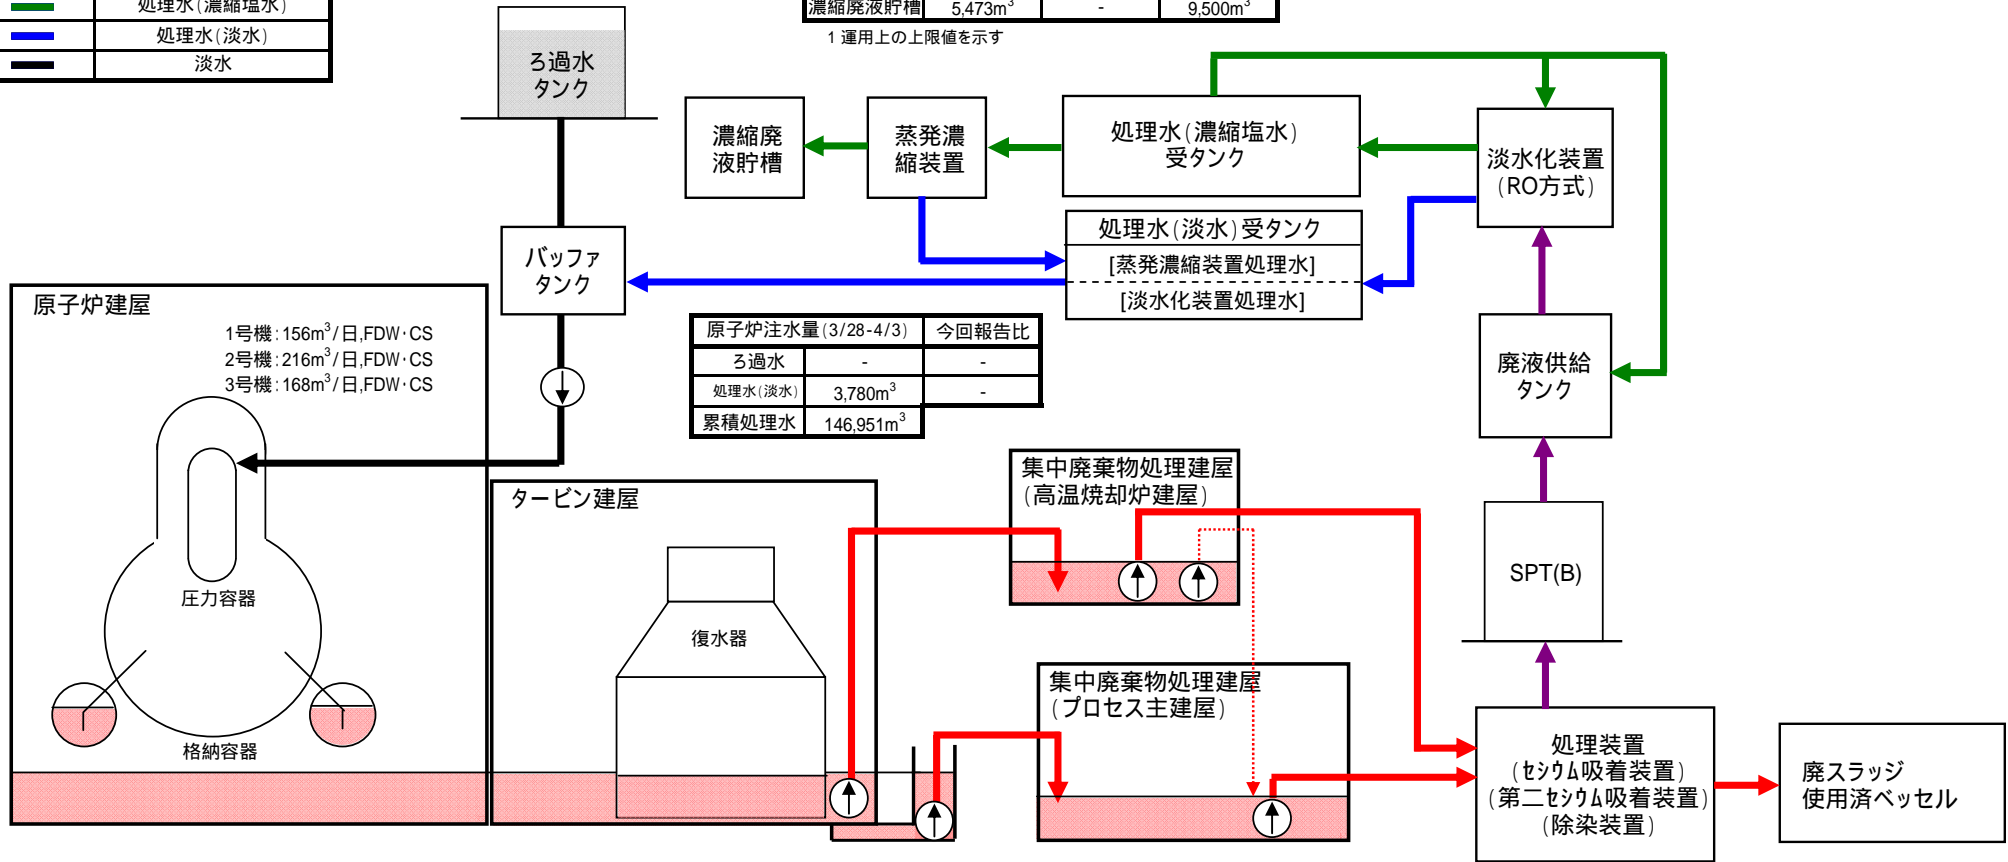 処理水(濃縮塩水)
処理水(淡水)
淡水
濃縮廃液貯槽 5,473m³ - 9,500m³
1 運用上の上限値を示す
ろ過水
タンク
濃縮廃
液貯槽
蒸発濃
縮装置
処理水(濃縮塩水)
受タンク
淡水化装置
(RO方式)
処理水(淡水)受タンク
[蒸発濃縮装置処理水]
[淡水化装置処理水]
バッファ
タンク
原子炉建屋
1号機:156m³/日,FDW・CS
2号機:216m³/日,FDW・CS
3号機:168m³/日,FDW・CS
原子炉注水量(3/28-4/3) 今回報告比
ろ過水 - -
処理水(淡水) 3,780m³ -
累積処理水 146,951m³
廃液供給
タンク
圧力容器
格納容器
タービン建屋
復水器
集中廃棄物処理建屋
(高温焼却炉建屋)
SPT(B)
集中廃棄物処理建屋
(プロセス主建屋)
処理装置
(セシウム吸着装置)
(第二セシウム吸着装置)
(除染装置)
廃スラッジ
使用済ベッセル